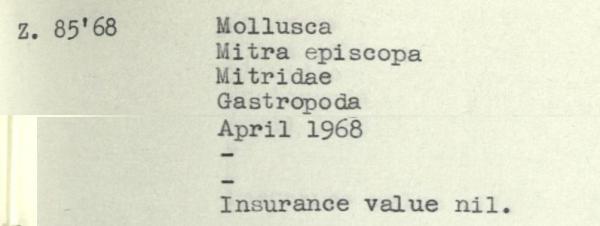 Z. 85'68 Mollusca
Mitra episcopa
Mitridae
Gastropoda
April 1968
-
-
Insurance value nil.